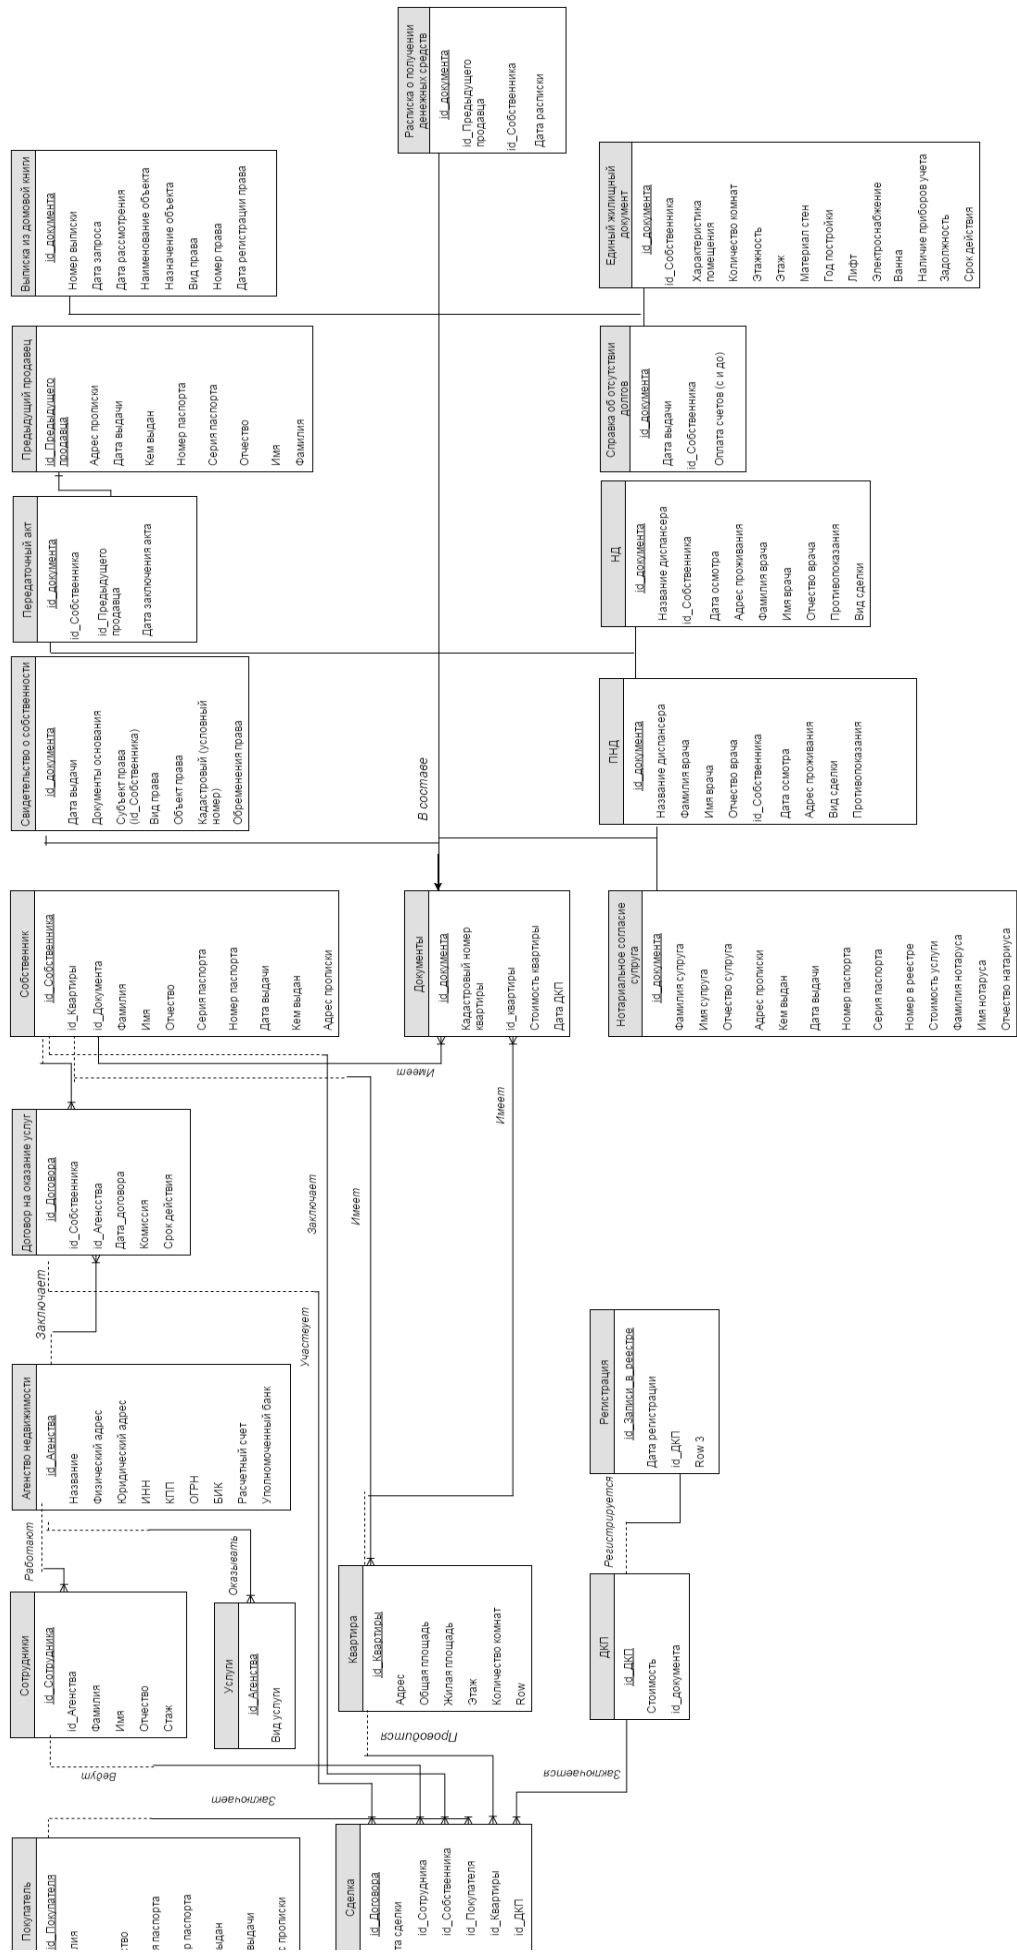 Покупатель
id_Покупателя
лия
ство
я паспорта
р паспорта
ыдан
выдачи
с прописки
Сотрудники
id_Сотрудника
id_Агенства
Фамилия
Имя
Отчество
Стаж
Работают
Агенство недвижимости
id_Агенства
Название
Физический адрес
Юридический адрес
ИНН
КПП
ОГРН
БИК
Расчетный счет
Уполномоченный банк
Заключает
Договор на оказание услуг
id_Договора
id_Собственника
id_Агенсства
Дата_договора
Комиссия
Срок действия
Собственник
id_Собственника
id_Квартиры
id_Документа
Фамилия
Имя
Отчество
Серия паспорта
Номер паспорта
Дата выдачи
Кем выдан
Адрес прописки
Свидетельство о собственности
id_документа
Дата выдачи
Документы основания
Субъект права
(id_Собственника)
Вид права
Объект права
Кадастровый (условный
номер)
Обременения права
Передаточный акт
id_документа
id_Собственника
id_Предыдущего
продавца
Дата заключения акта
Предыдущий продавец
id_Предыдущего
продавца
Адрес прописки
Дата выдачи
Кем выдан
Номер паспорта
Серия паспорта
Отчество
Имя
Фамилия
Выписка из домовой книги
id_документа
Номер выписки
Дата запроса
Дата рассмотрения
Наименование объекта
Назначение объекта
Вид права
Номер права
Дата регистрации права
Ведут
Заключает
Услуги
id_Агенства
Вид услуги
Оказывать
Участвует
Заключает
Имеет
Имеет
Имеет
Сделка
id_Договора
та сделки
id_Сотрудника
id_Собственника
id_Покупателя
id_Квартиры
id_ДКП
Проводится
Квартира
id_Квартиры
Адрес
Общая площадь
Жилая площадь
Этаж
Количество комнат
Row
Документы
id_документа
Кадастровый номер
квартиры
id_квартиры
Стоимость квартиры
Дата ДКП
В составе
Расписка о получении
денежных средств
id_документа
id_Предыдущего
продавца
id_Собственника
Дата расписки
Заключается
ДКП
id_ДКП
Стоимость
id_документа
Регистрируется
Регистрация
id_Записи_в_реестре
Дата регистрации
id_ДКП
Row 3
Нотариальное согласие
супруга
id_документа
Фамилия супруга
Имя супруга
Отчество супруга
Адрес прописки
Кем выдан
Дата выдачи
Номер паспорта
Серия паспорта
Номер в реестре
Стоимость услуги
Фамилия нотаруса
Имя нотаруса
Отчество натариуса
ПНД
id_документа
Название диспансера
Фамилия врача
Имя врача
Отчество врача
id_Собственника
Дата осмотра
Адрес проживания
Вид сделки
Противопоказания
НД
id_документа
Название диспансера
id_Собственника
Дата осмотра
Адрес проживания
Фамилия врача
Имя врача
Отчество врача
Противопоказания
Вид сделки
Справка об отсутствии
долгов
id_документа
Дата выдачи
id_Собственника
Оплата счетов (с и до)
Единый жилищный
документ
id_документа
id_Собственника
Характеристика
помещения
Количество комнат
Этажность
Этаж
Материал стен
Год постройки
Лифт
Электроснабжение
Ванна
Наличие приборов учета
Задолжность
Срок действия